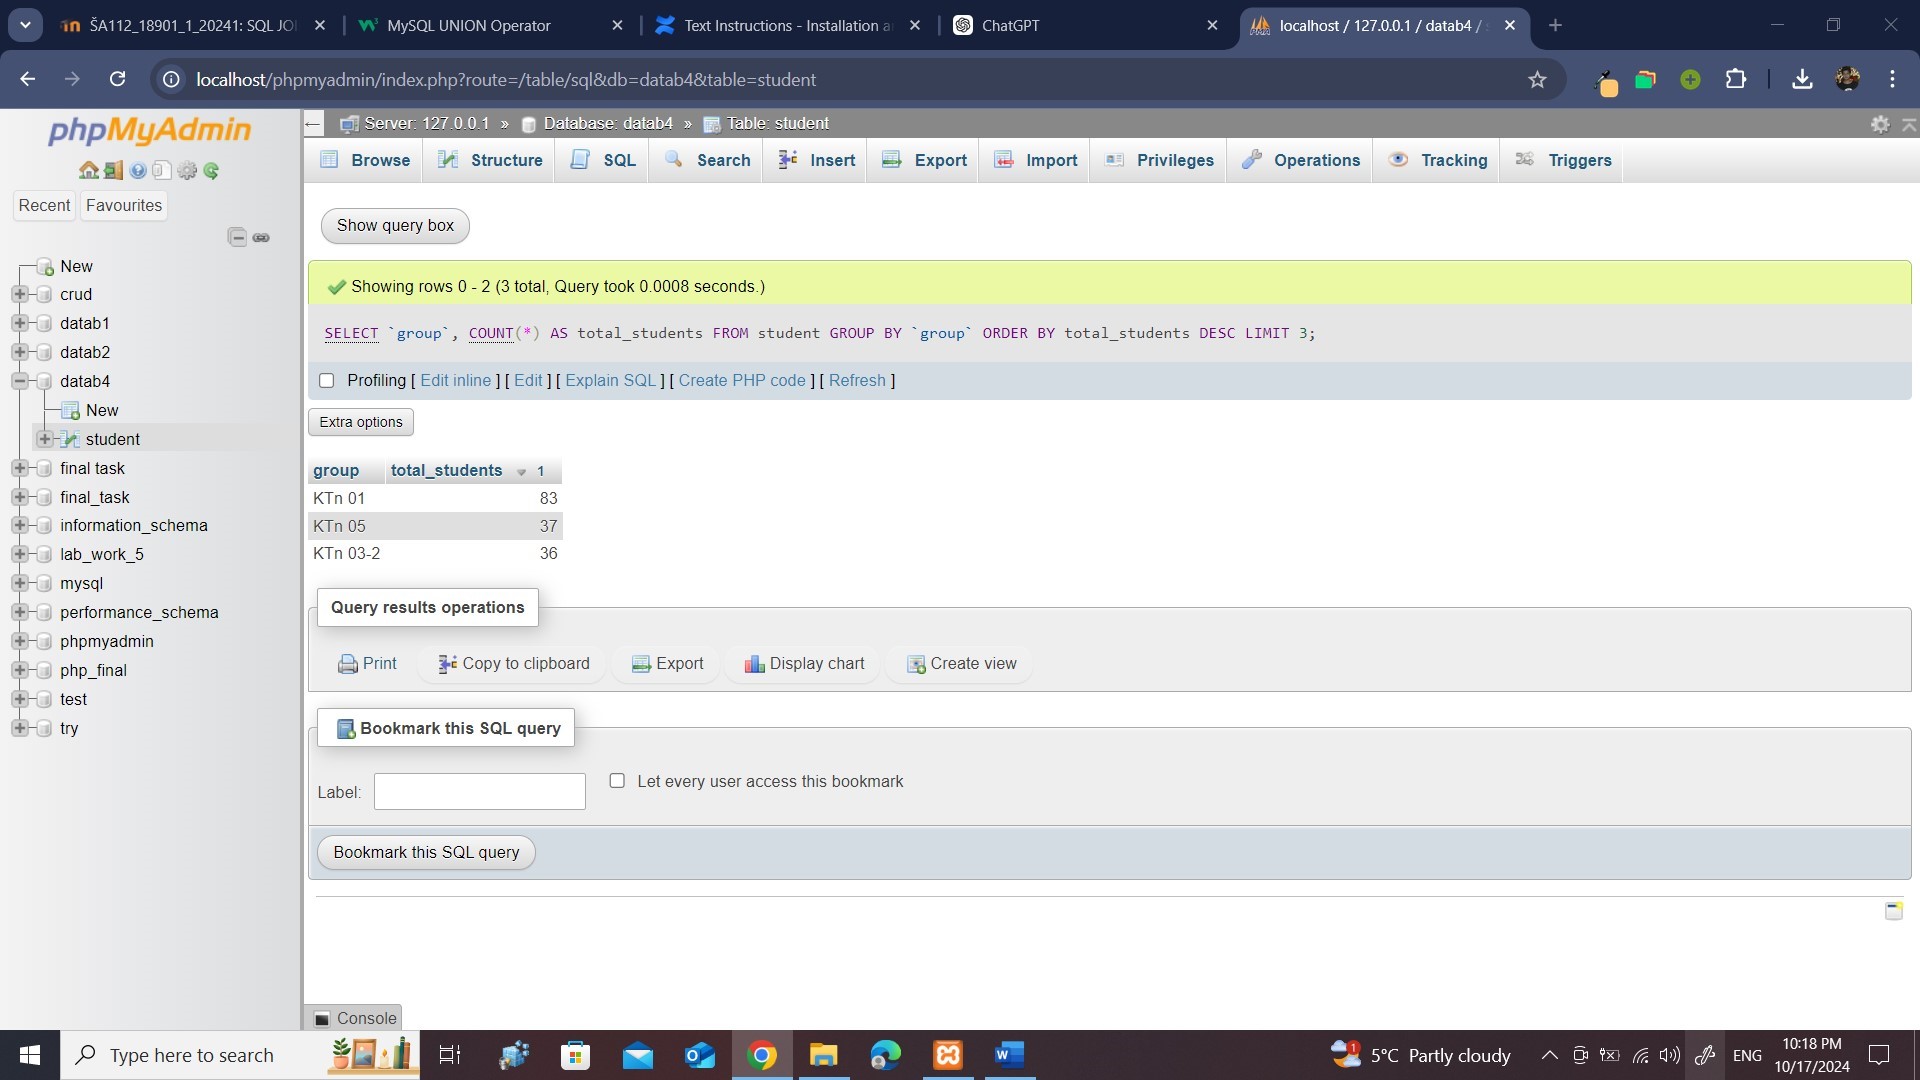 ŠA112_18901_1_20241: SQL JOI
MySQL UNION Operator
Text Instructions - Installation a
ChatGPT
localhost / 127.0.0.1 / datab4 /
localhost/phpmyadmin/index.php?route=/table/sql&db=datab4&table=student
phpMyAdmin
Recent
Favourites
New
crud
datab1
datab2
datab4
New
student
final task
final_task
information_schema
lab_work_5
mysql
performance_schema
phpmyadmin
php_final
test
try
Server: 127.0.0.1 » Database: datab4 » Table: student
Browse
Structure
SQL
Search
Insert
Export
Import
Privileges
Operations
Tracking
Triggers
Show query box
Showing rows 0 - 2 (3 total, Query took 0.0008 seconds.)
SELECT `group`, COUNT(*) AS total_students FROM student GROUP BY `group` ORDER BY total_students DESC LIMIT 3;
Profiling [ Edit inline ] [ Edit ] [ Explain SQL ] [ Create PHP code ] [ Refresh ]
Extra options
group total_students 1
KTn 01 83
KTn 05 37
KTn 03-2 36
Query results operations
Print
Copy to clipboard
Export
Display chart
Create view
Bookmark this SQL query
Label:
Let every user access this bookmark
Bookmark this SQL query
Console
Type here to search
1
5°C Partly cloudy
ENG
10:18 PM
10/17/2024